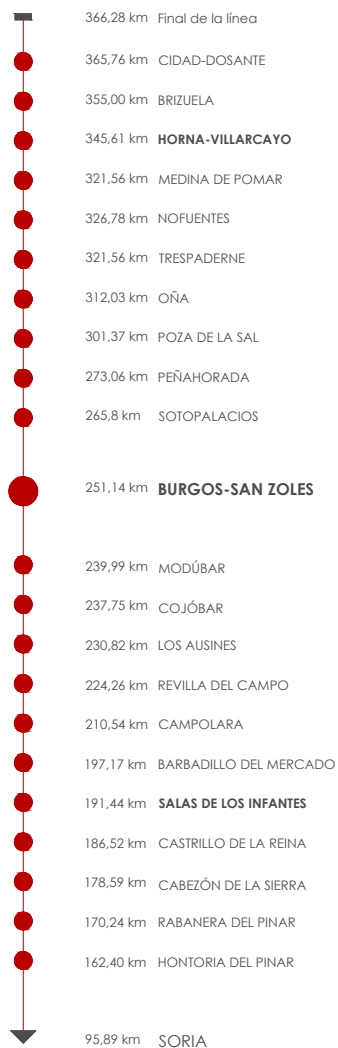 366,28 km Final de la línea
365,76 km CIDAD-DOSANTE
355,00 km BRIZUELA
345,61 km HORNA-VILLARCAYO
321,56 km MEDINA DE POMAR
326,78 km NOFUENTES
321,56 km TRESPADERNE
312,03 km OÑA
301,37 km POZA DE LA SAL
273,06 km PEÑAHORADA
265,8 km SOTOPALACIOS
251,14 km BURGOS-SAN ZOLES
239,99 km MODÚBAR
237,75 km COJÓBAR
230,82 km LOS AUSINES
224,26 km REVILLA DEL CAMPO
210,54 km CAMPOLARA
197,17 km BARBADILLO DEL MERCADO
191,44 km SALAS DE LOS INFANTES
186,52 km CASTRILLO DE LA REINA
178,59 km CABEZÓN DE LA SIERRA
170,24 km RABANERA DEL PINAR
162,40 km HONTORIA DEL PINAR
95,89 km SORIA